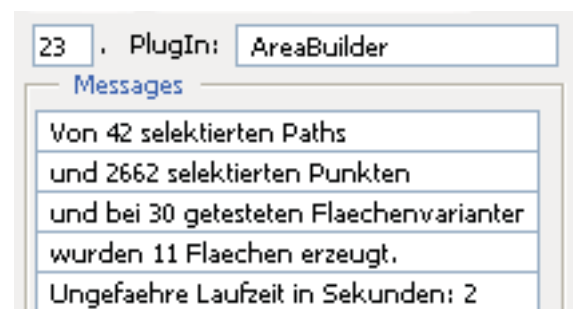 23 . PlugIn: AreaBuilder
Messages
Von 42 selektierten Paths
und 2662 selektierten Punkten
und bei 30 getesteten Flaechenvarianter
wurden 11 Flaechen erzeugt.
Ungefaehre Laufzeit in Sekunden: 2